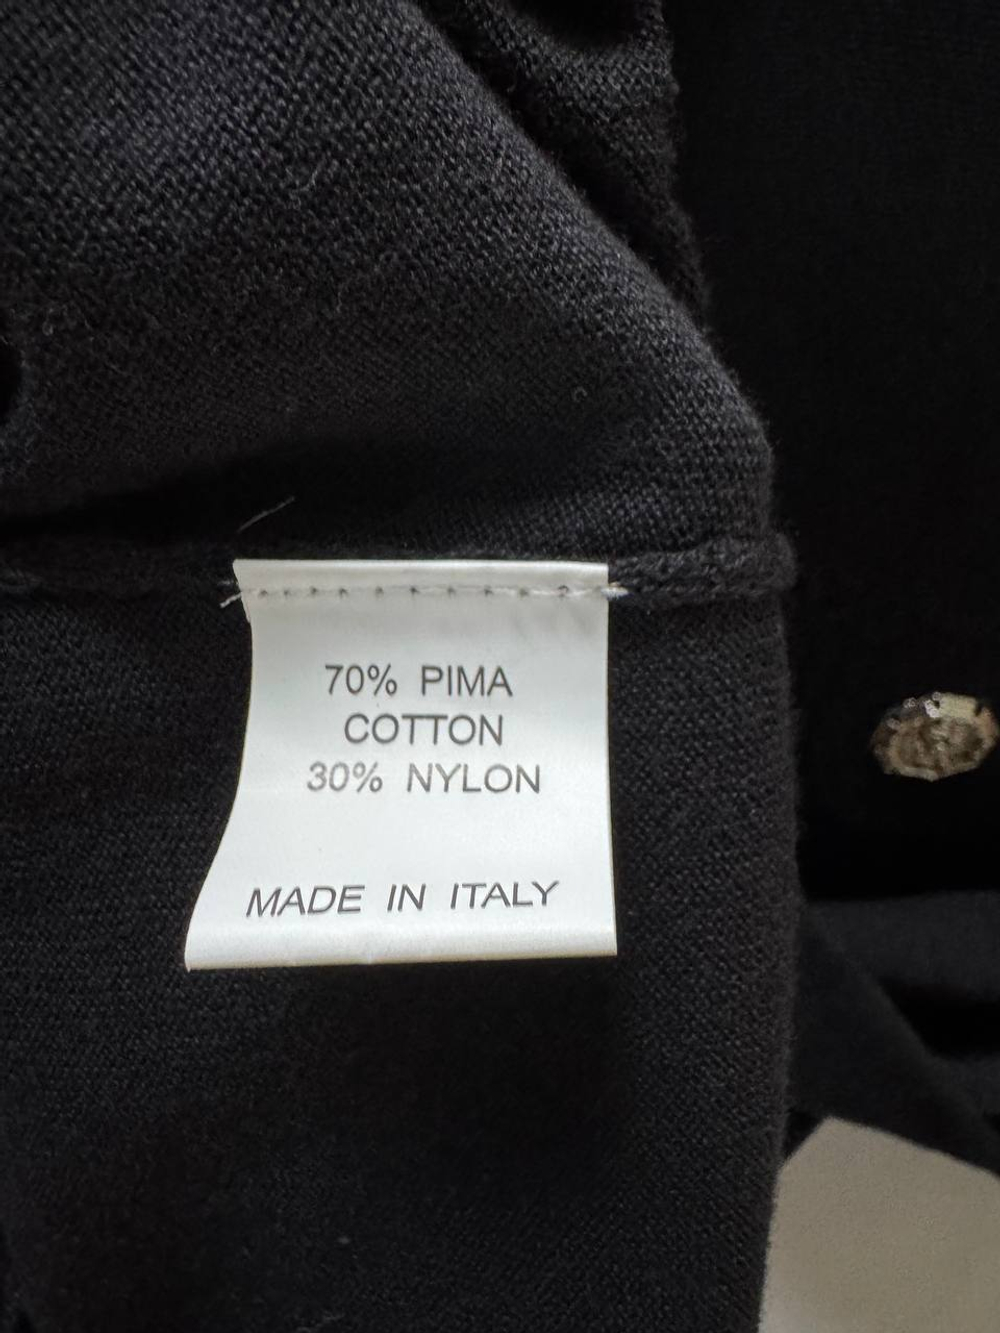 70% PIMA
COTTON
30% NYLON
MADE IN ITALY